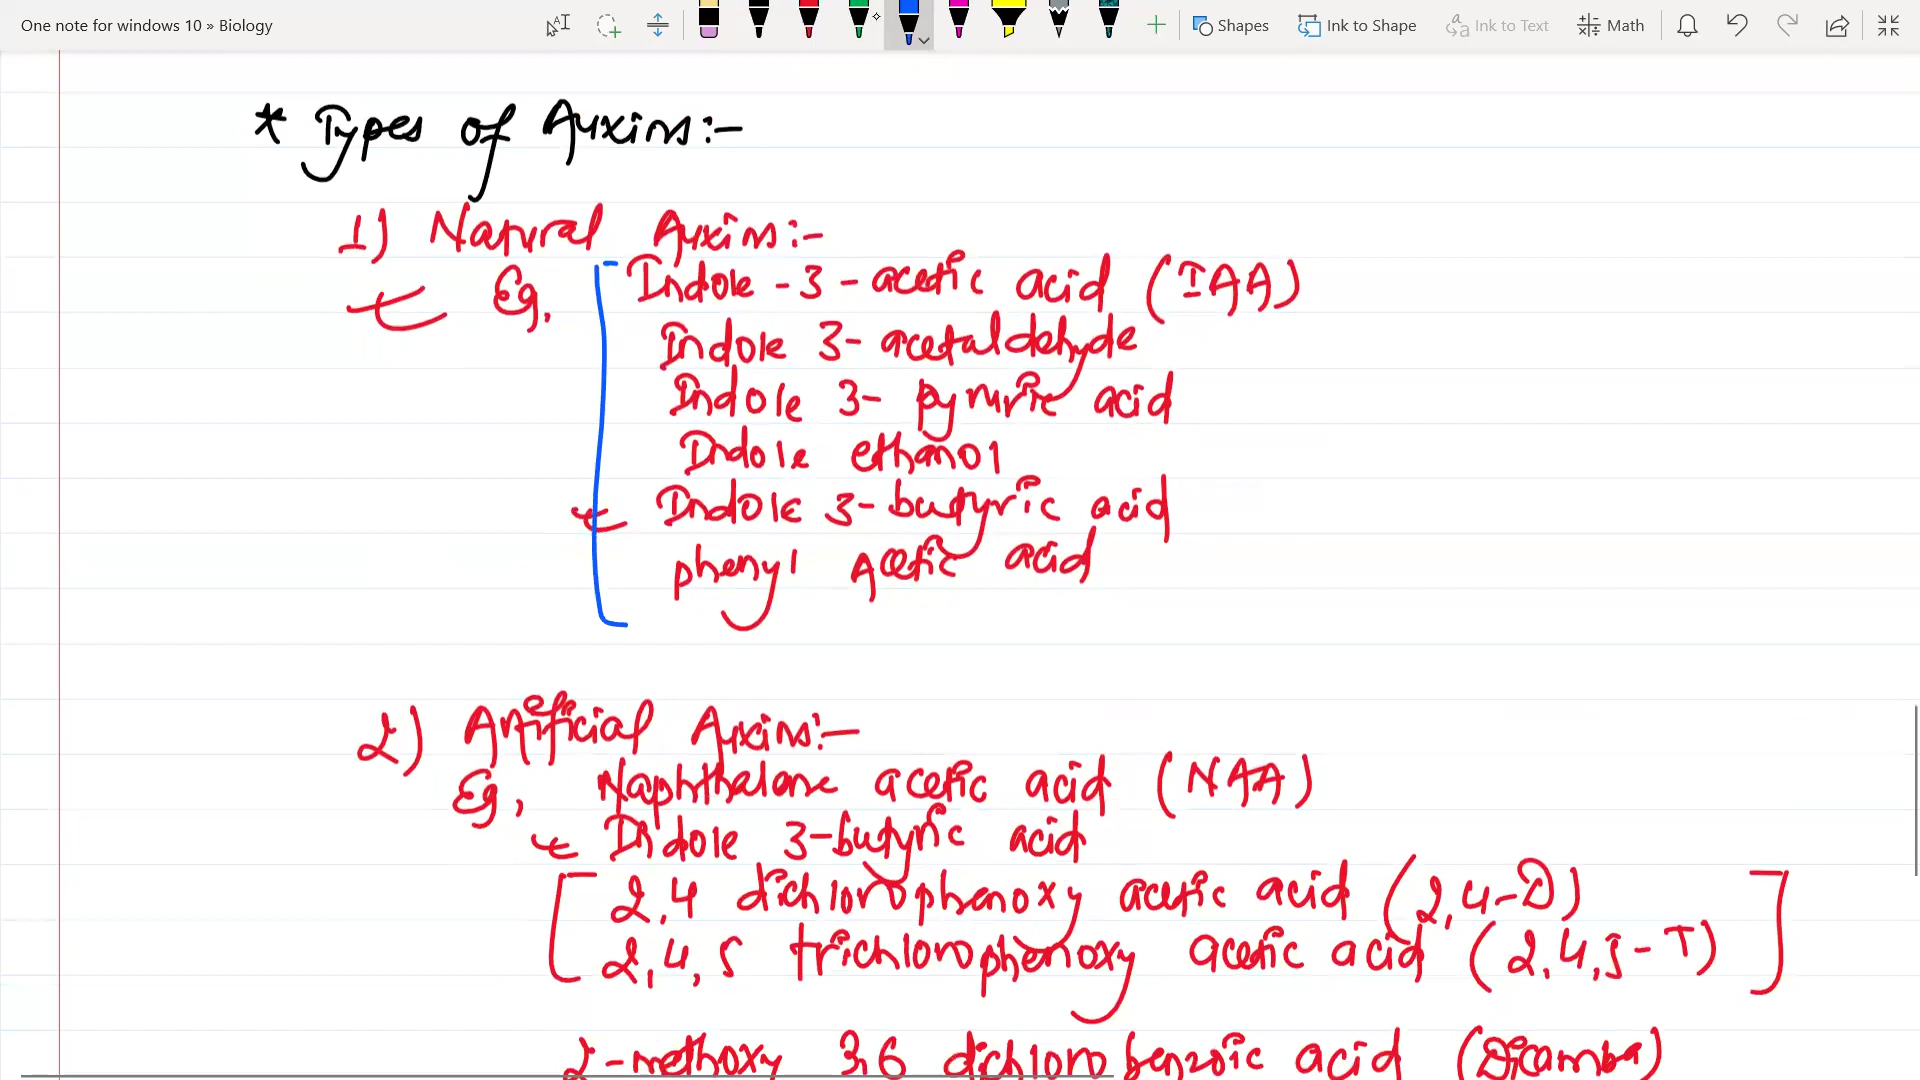 One note for windows 10 » Biology
Shapes
Ink to Shape
Ink to Text
Math
* Types of Auxins:-
1) Natural Auxins:-
Eg, Indole-3-acetic acid (IAA)
Indole 3-acetaldehyde
Indole 3-pyruvic acid
Indole ethanol
Indole 3-butyric acid
phenyl Acetic acid
2) Artificial Auxins:-
Eg, Naphthalene acetic acid (NAA)
Indole 3-butyric acid
2,4 dichlorophenoxy acetic acid (2,4-D)
2,4,5 trichlorophenoxy acetic acid (2,4,5-T)
2-methoxy 3,6 dichloro benzoic acid (Dicamba)